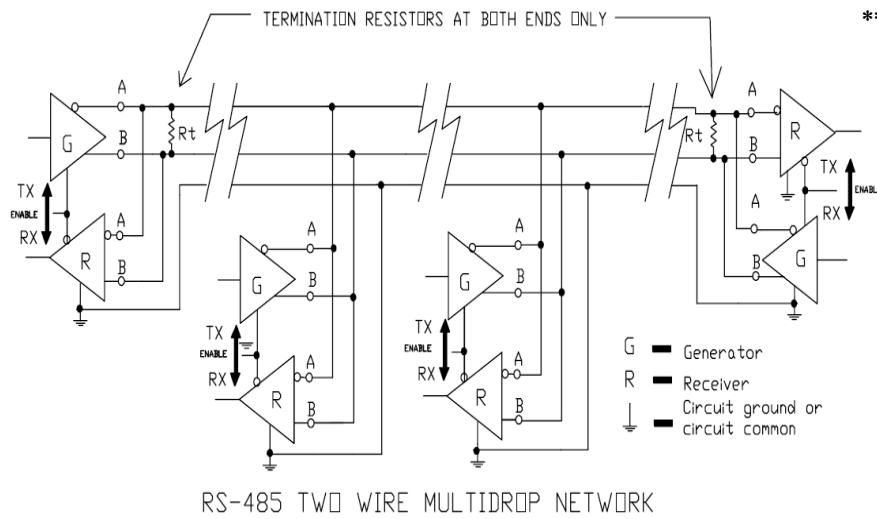 TERMINATION RESISTORS AT BOTH ENDS ONLY
**
A
B
G
Rt
TX
ENABLE
RX
A
B
R
Rt
A
B
R
TX
ENABLE
RX
A
B
G
A
B
G
TX
ENABLE
RX
A
B
R
A
B
G
TX
ENABLE
RX
A
B
R
G Generator
R Receiver
Circuit ground or
circuit common
RS-485 TWO WIRE MULTIDROP NETWORK